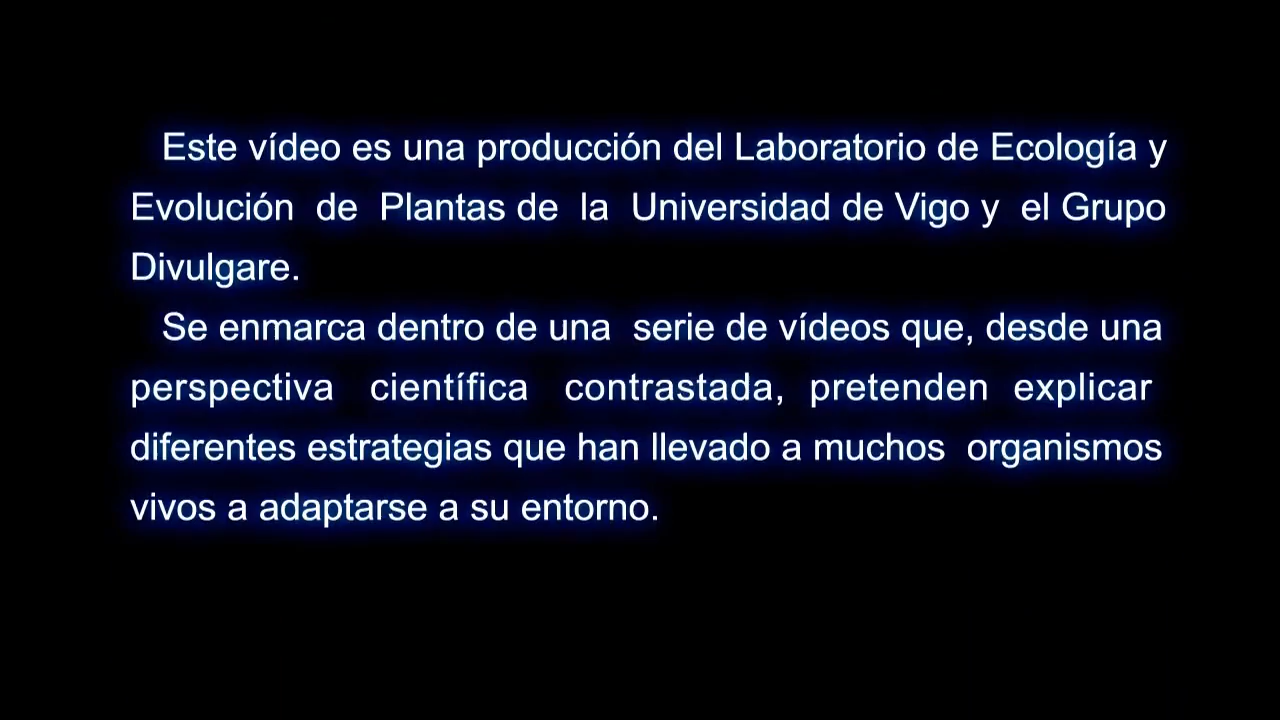 Este vídeo es una producción del Laboratorio de Ecología y
Evolución de Plantas de la Universidad de Vigo y el Grupo
Divulgare.
Se enmarca dentro de una serie de vídeos que, desde una
perspectiva científica contrastada, pretenden explicar
diferentes estrategias que han llevado a muchos organismos
vivos a adaptarse a su entorno.